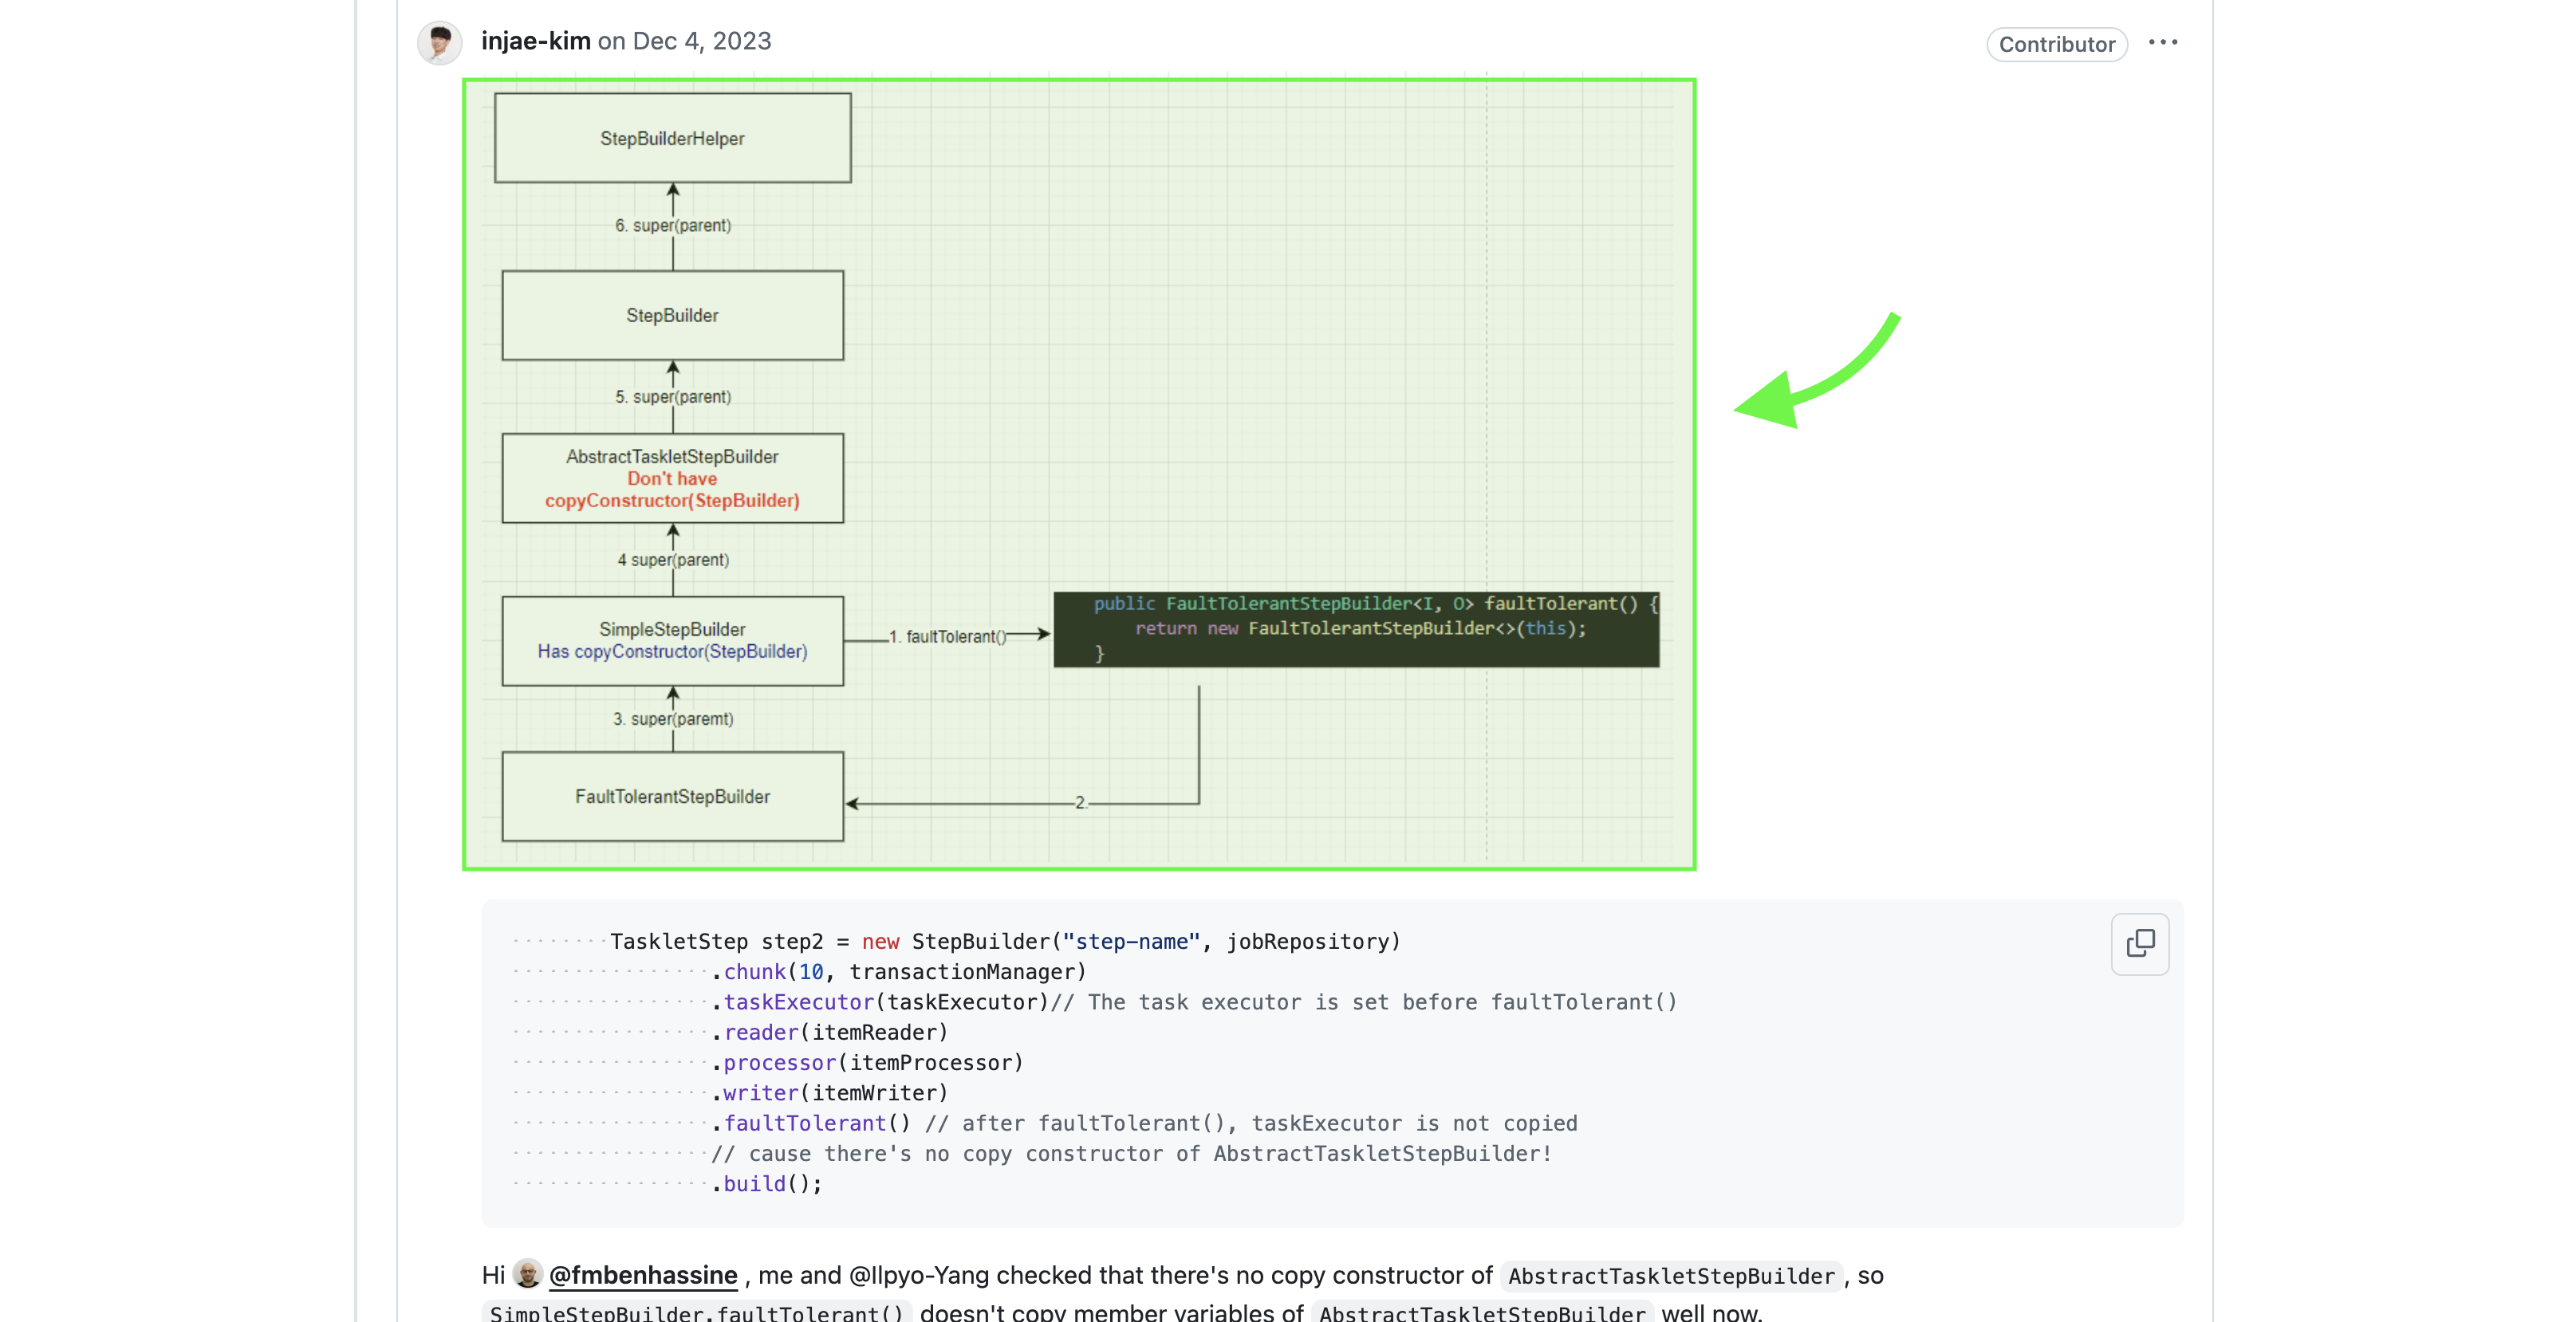 injae-kim on Dec 4, 2023
Contributor
StepBuilderHelper
6. super(parent)
StepBuilder
5. super(parent)
AbstractTaskletStepBuilder
Don't have
copyConstructor(StepBuilder)
4 super(parent)
SimpleStepBuilder
Has copyConstructor(StepBuilder)
1. faultTolerant()
public FaultTolerantStepBuilder<I, O> faultTolerant() {
return new FaultTolerantStepBuilder<>(this);
}
3. super(paremt)
FaultTolerantStepBuilder
2.
TaskletStep step2 = new StepBuilder("step-name", jobRepository)
.chunk(10, transactionManager)
.taskExecutor(taskExecutor)// The task executor is set before faultTolerant()
.reader(itemReader)
.processor(itemProcessor)
.writer(itemWriter)
.faultTolerant() // after faultTolerant(), taskExecutor is not copied
// cause there's no copy constructor of AbstractTaskletStepBuilder!
.build();
Hi @fmbenhassine , me and @Ilpyo-Yang checked that there's no copy constructor of AbstractTaskletStepBuilder, so
SimpleStepBuilder.faultTolerant() doesn't copy member variables of AbstractTaskletStepBuilder well now.